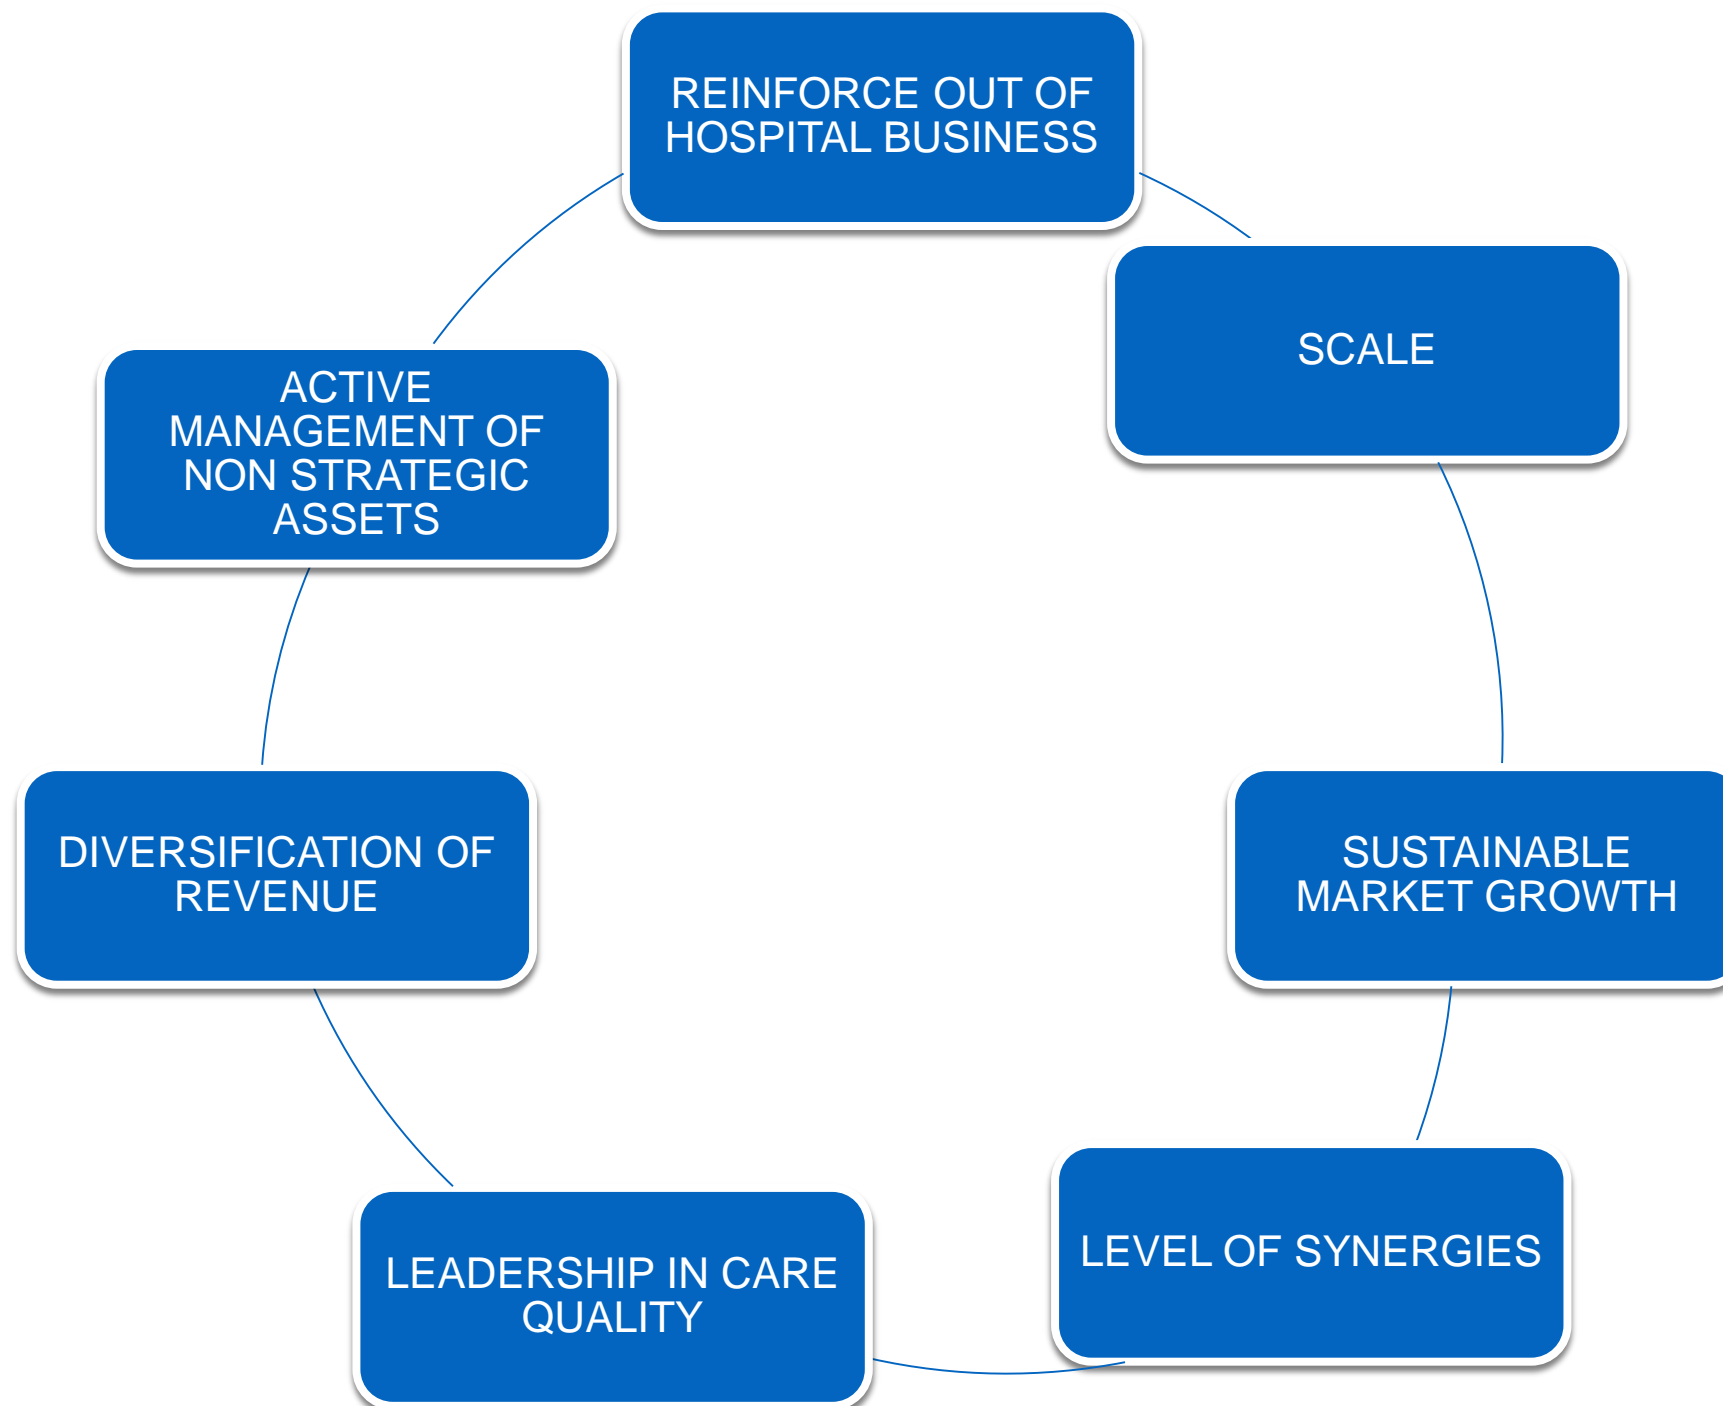 REINFORCE OUT OF
HOSPITAL BUSINESS
SCALE
SUSTAINABLE
MARKET GROWTH
LEVEL OF SYNERGIES
LEADERSHIP IN CARE
QUALITY
DIVERSIFICATION OF
REVENUE
ACTIVE
MANAGEMENT OF
NON STRATEGIC
ASSETS